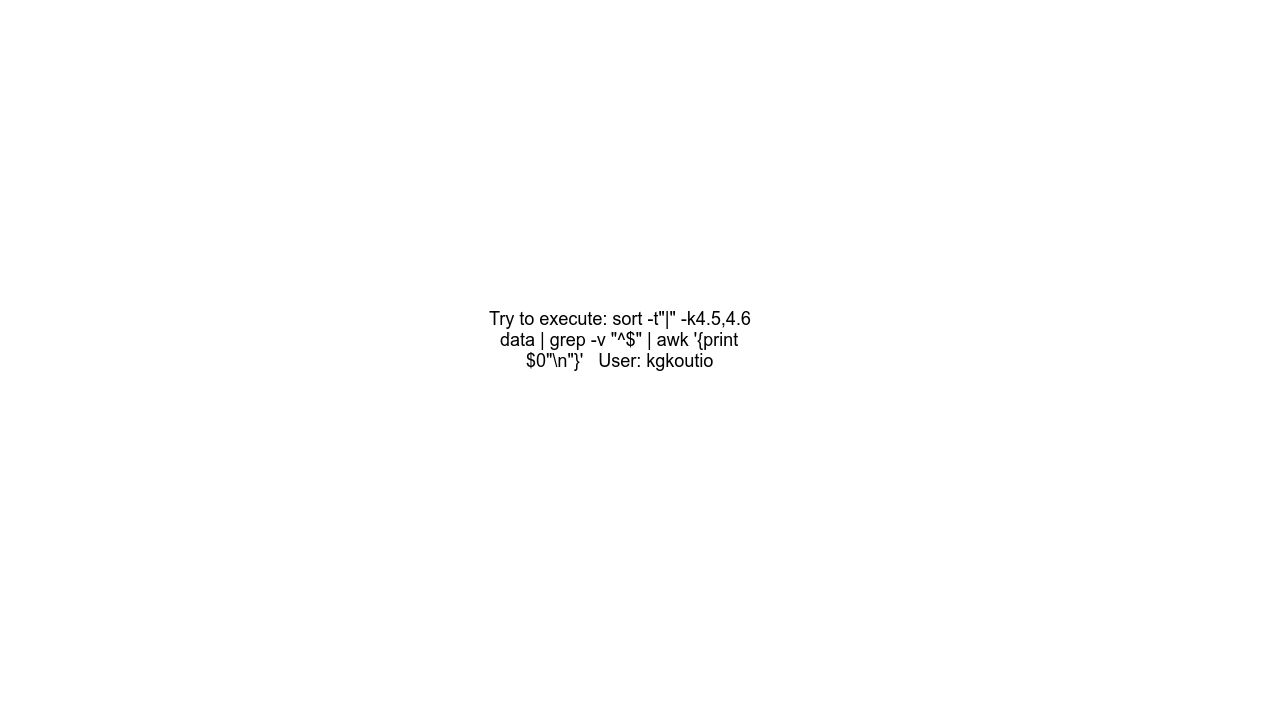 Try to execute: sort -t"|" -k4.5,4.6
data | grep -v "^$" | awk '{print
$0"\n"}'   User: kgkoutio